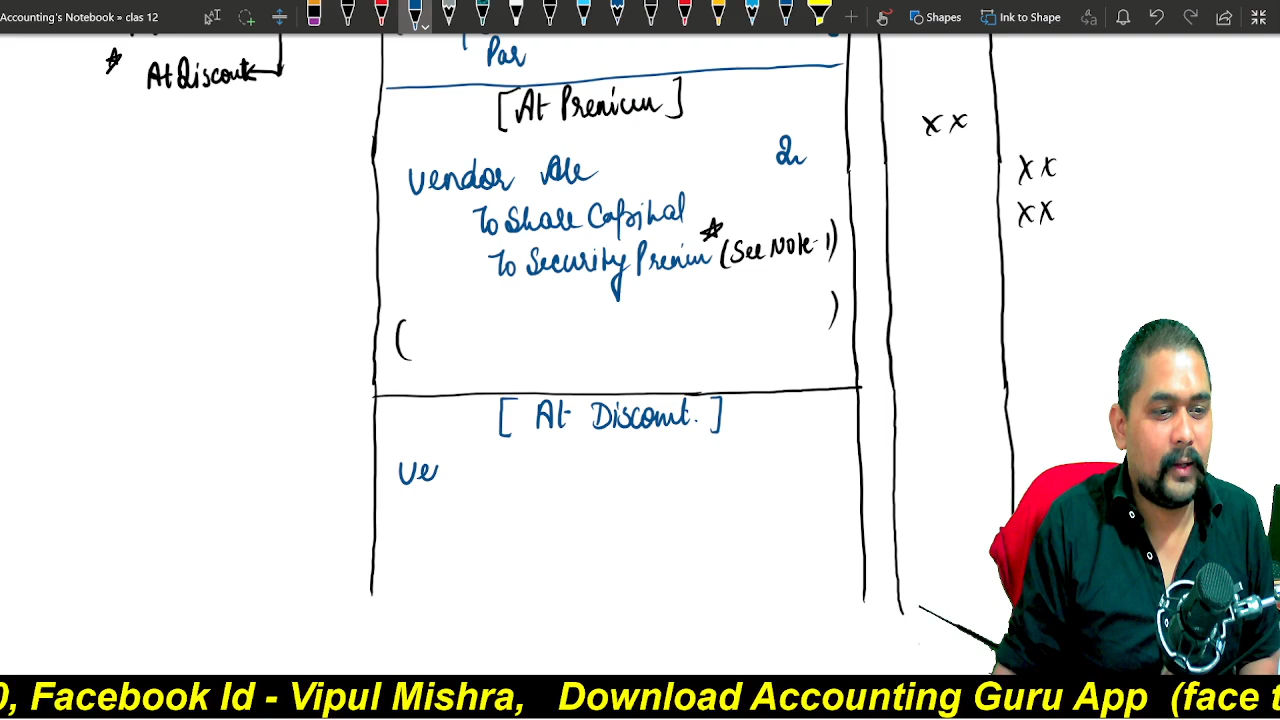 Accounting's Notebook » clas 12
Shapes
Ink to Shape
Par
At Discount
[At Premium]
xx
Vendor A/c Dr
xx
To Share Capital
xx
To Security Premium (See Note-1)
( )
[ At Discount. ]
Ve
0, Facebook Id - Vipul Mishra, Download Accounting Guru App (face t